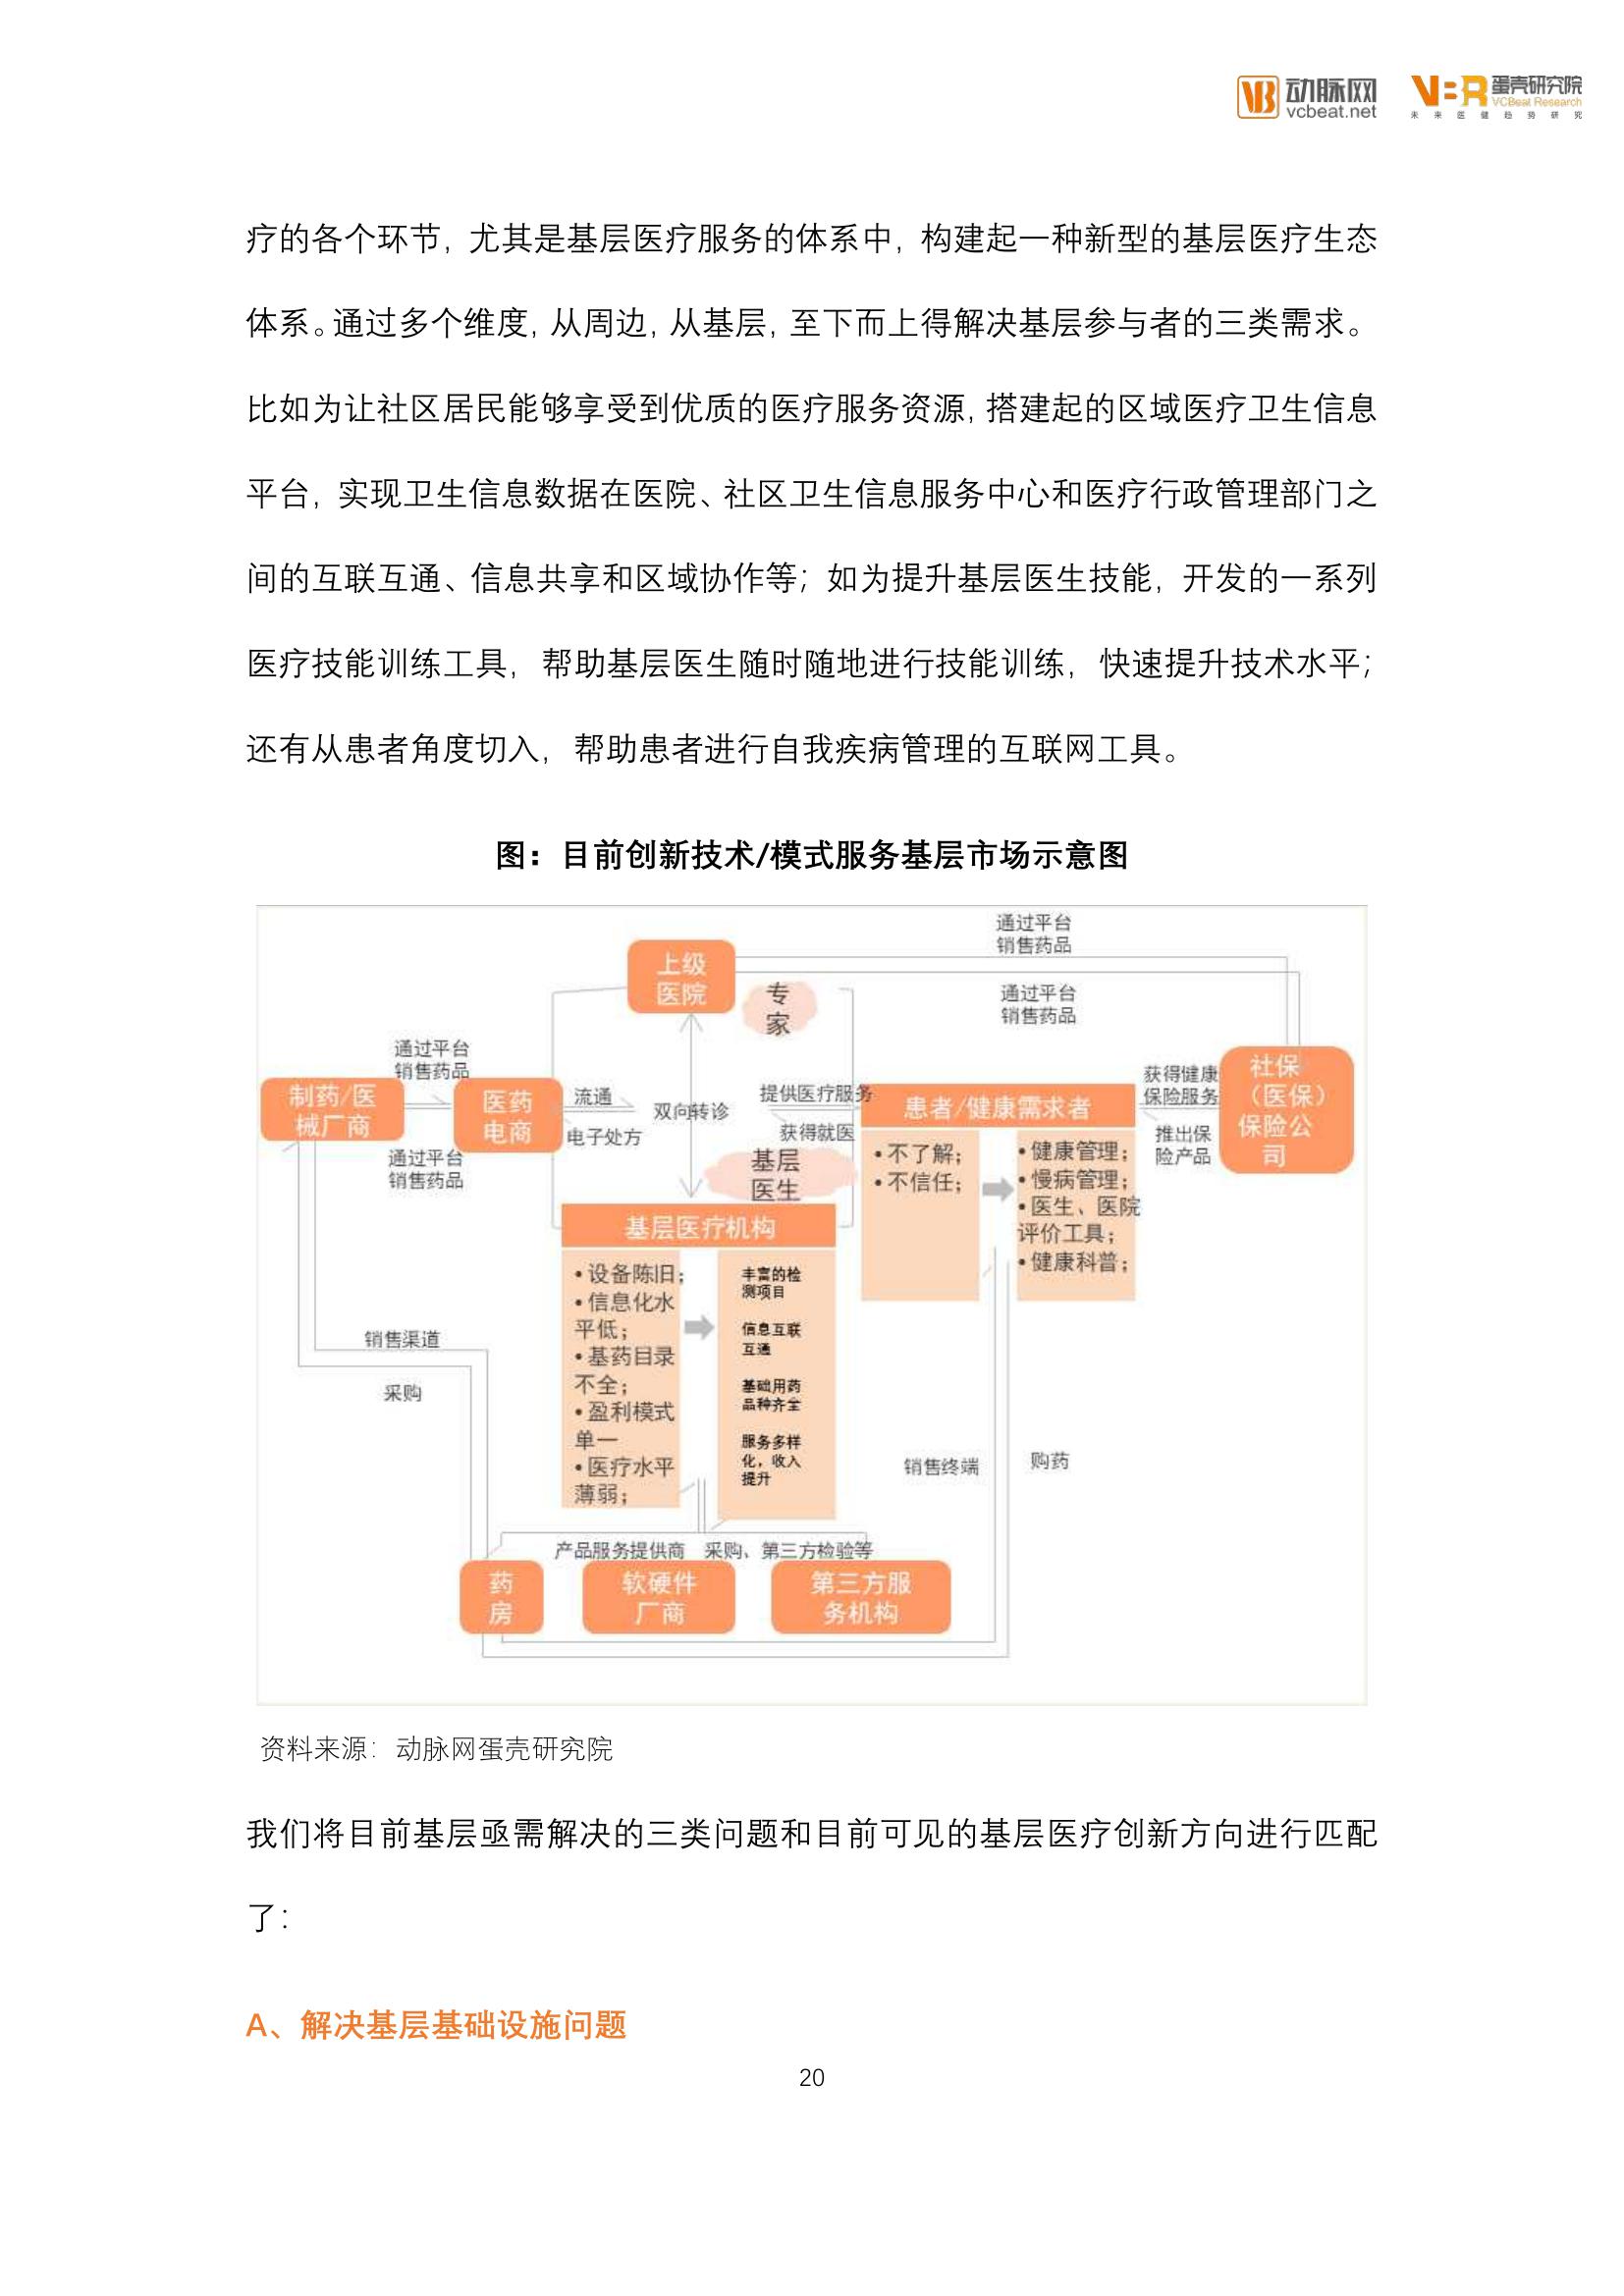 动脉网
vcbeat.net
VBR 蛋壳研究院
VCBeat Research
未来医健趋势研究
疗的各个环节，尤其是基层医疗服务的体系中，构建起一种新型的基层医疗生态
体系。通过多个维度，从周边，从基层，至下而上得解决基层参与者的三类需求。
比如为让社区居民能够享受到优质的医疗服务资源，搭建起的区域医疗卫生信息
平台，实现卫生信息数据在医院、社区卫生信息服务中心和医疗行政管理部门之
间的互联互通、信息共享和区域协作等；如为提升基层医生技能，开发的一系列
医疗技能训练工具，帮助基层医生随时随地进行技能训练，快速提升技术水平；
还有从患者角度切入，帮助患者进行自我疾病管理的互联网工具。
图：目前创新技术/模式服务基层市场示意图
通过平台
销售药品
上级
医院
专
家
通过平台
销售药品
通过平台
销售药品
制药/医
械厂商
医药
电商
流通
电子处方
双向转诊
提供医疗服务
获得就医
通过平台
销售药品
基层
医生
患者/健康需求者
•不了解；
•不信任；
•健康管理；
•慢病管理；
•医生、医院
评价工具；
•健康科普；
获得健康
保险服务
推出保
险产品
社保
（医保）
保险公
司
基层医疗机构
•设备陈旧；
•信息化水
平低；
•基药目录
不全；
•盈利模式
单一
•医疗水平
薄弱；
丰富的检
测项目
信息互联
互通
基础用药
品种齐全
服务多样
化，收入
提升
销售渠道
采购
销售终端
购药
产品服务提供商
采购、第三方检验等
药
房
软硬件
厂商
第三方服
务机构
资料来源：动脉网蛋壳研究院
我们将目前基层亟需解决的三类问题和目前可见的基层医疗创新方向进行匹配
了：
A、解决基层基础设施问题
20